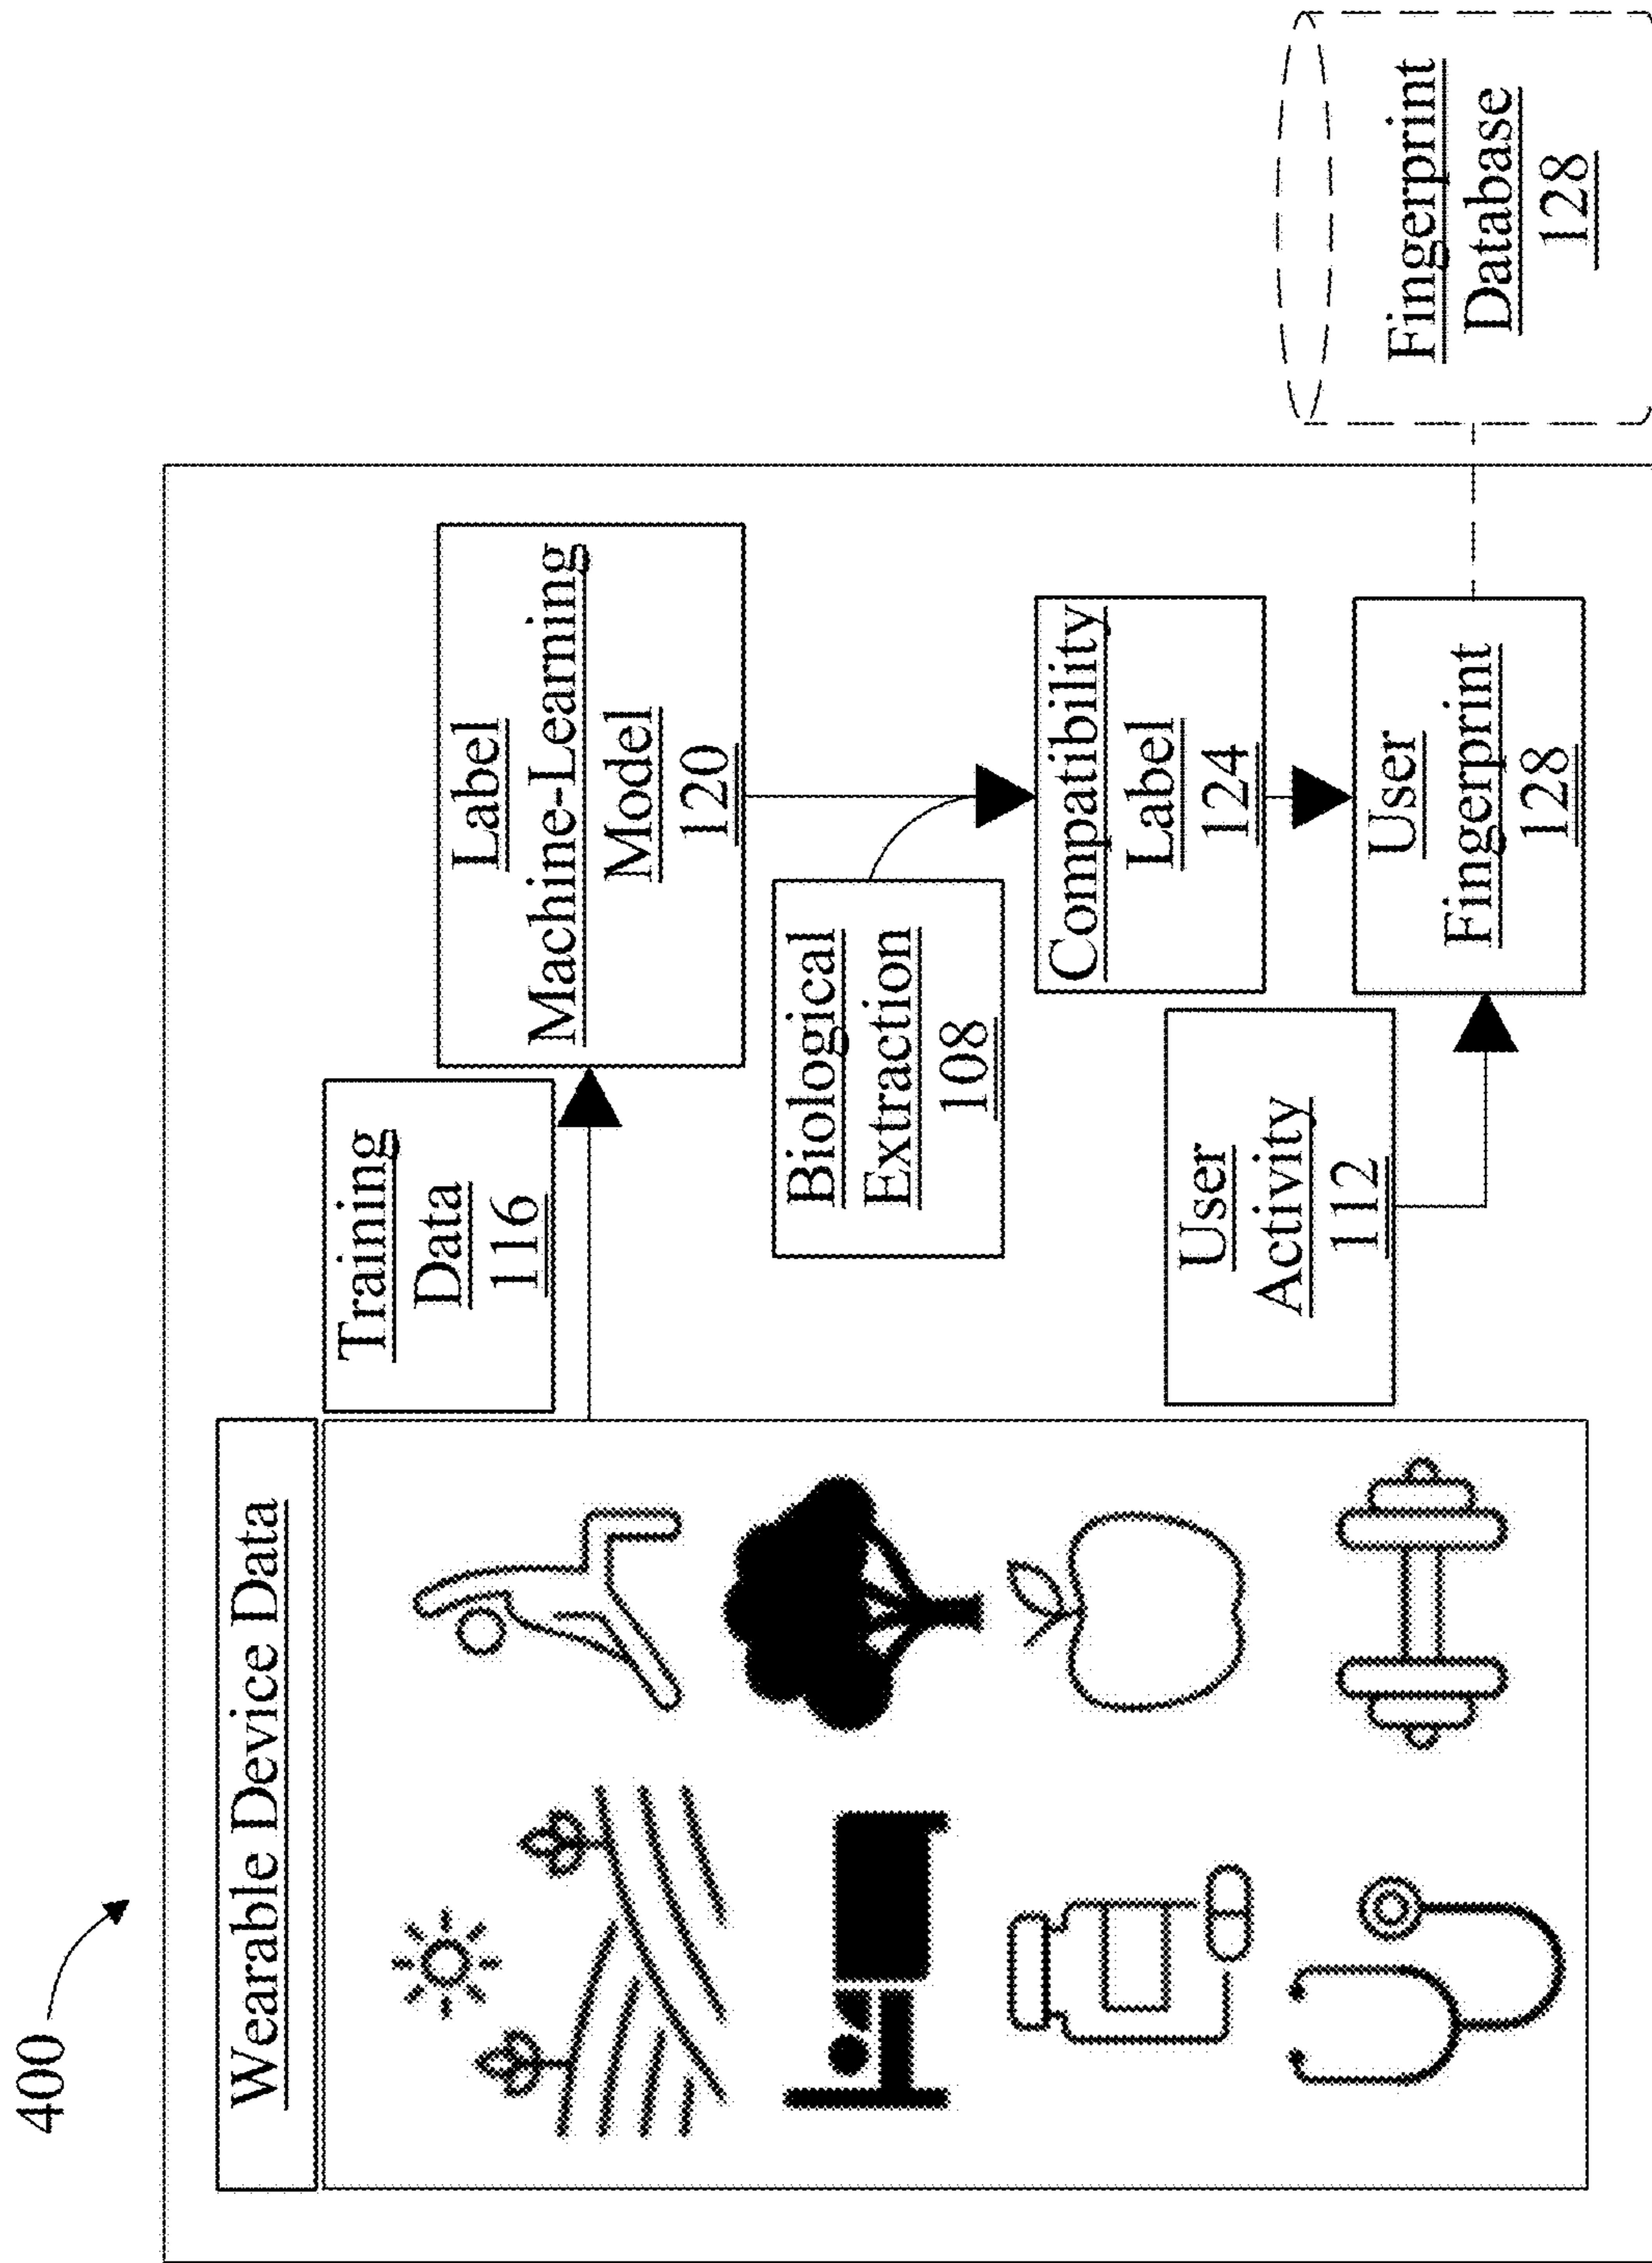 400
Wearable Device Data
Training
Data
116
Label
Machine-Learning
Model
120
Biological
Extraction
108
Compatibility
Label
124
User
Activity
112
User
Fingerprint
128
Fingerprint
Database
128